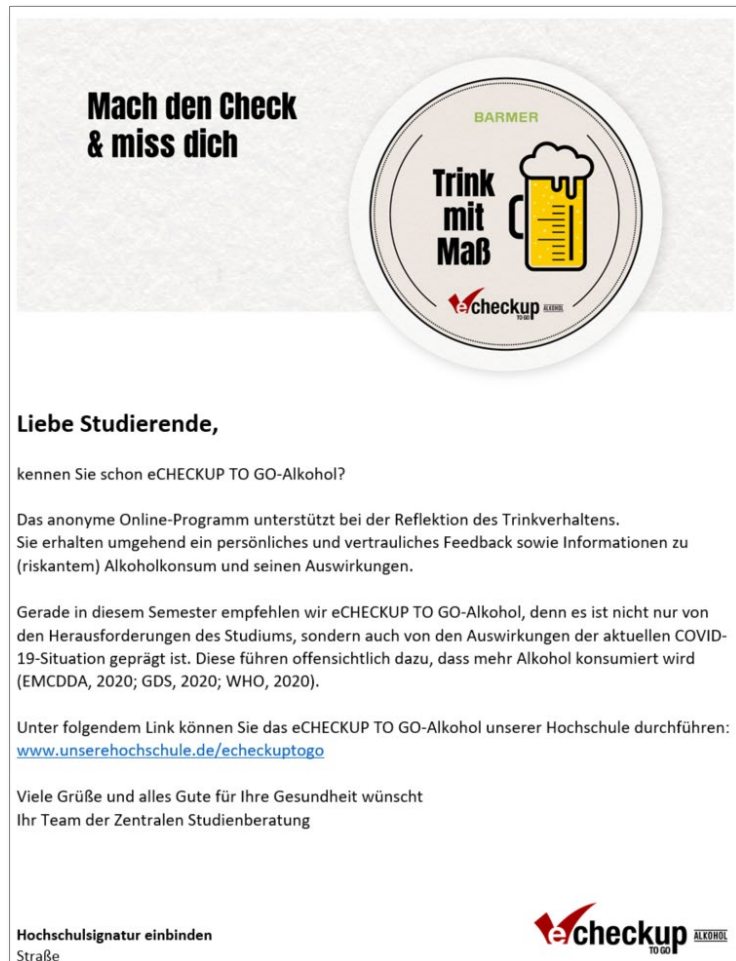 Mach den Check
& miss dich
BARMER
Trink
mit
Maß
echeckup ALKOHOL
TO GO
Liebe Studierende,
kennen Sie schon eCHECKUP TO GO-Alkohol?
Das anonyme Online-Programm unterstützt bei der Reflektion des Trinkverhaltens.
Sie erhalten umgehend ein persönliches und vertrauliches Feedback sowie Informationen zu
(riskantem) Alkoholkonsum und seinen Auswirkungen.
Gerade in diesem Semester empfehlen wir eCHECKUP TO GO-Alkohol, denn es ist nicht nur von
den Herausforderungen des Studiums, sondern auch von den Auswirkungen der aktuellen COVID-
19-Situation geprägt ist. Diese führen offensichtlich dazu, dass mehr Alkohol konsumiert wird
(EMCDDA, 2020; GDS, 2020; WHO, 2020).
Unter folgendem Link können Sie das eCHECKUP TO GO-Alkohol unserer Hochschule durchführen:
www.unserehochschule.de/echeckuptogo
Viele Grüße und alles Gute für Ihre Gesundheit wünscht
Ihr Team der Zentralen Studienberatung
Hochschulsignatur einbinden
Straße
echeckup ALKOHOL
TO GO